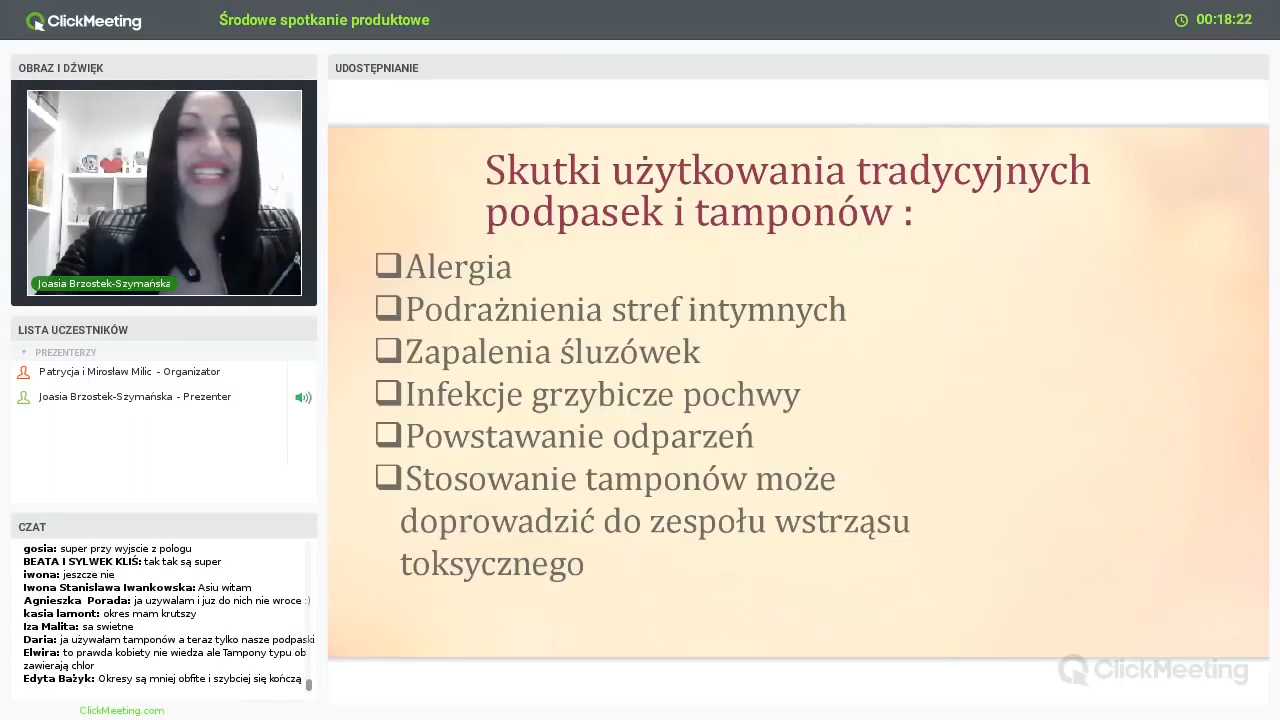 ClickMeeting
Środowe spotkanie produktowe
00:18:22
OBRAZ I DŹWIĘK
Joasia Brzostek-Szymańska
LISTA UCZESTNIKÓW
PREZENTERZY
Patrycja i Mirosław Milic - Organizator
Joasia Brzostek-Szymańska - Prezenter
CZAT
gosia: super przy wyjscie z pologu
BEATA I SYLWEK KLIŚ: tak tak są super
iwona: jeszcze nie
Iwona Stanislawa Iwankowska: Asiu witam
Agnieszka Porada: ja uzywalam i juz do nich nie wroce :)
kasia lamont: okres mam krutszy
Iza Malita: sa swietne
Daria: ja używałam tamponów a teraz tylko nasze podpaski
Elwira: to prawda kobiety nie wiedza ale Tampony typu ob
zawierają chlor
Edyta Bażyk: Okresy są mniej obfite i szybciej się kończą
ClickMeeting.com
UDOSTĘPNIANIE
Skutki użytkowania tradycyjnych
podpasek i tamponów :
❑Alergia
❑Podrażnienia stref intymnych
❑Zapalenia śluzówek
❑Infekcje grzybicze pochwy
❑Powstawanie odparzeń
❑Stosowanie tamponów może
doprowadzić do zespołu wstrząsu
toksycznego
ClickMeeting